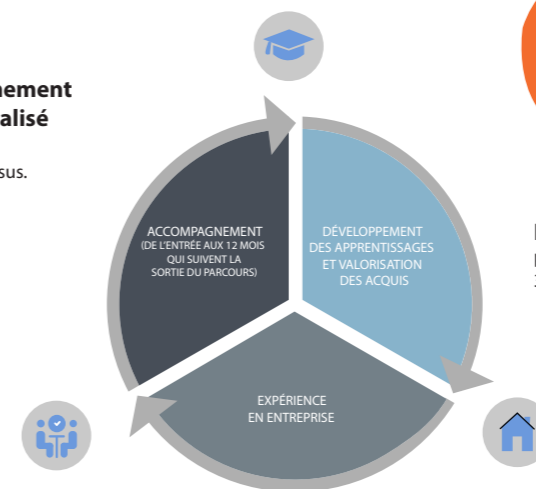 nement
alisé
sus.
ACCOMPAGNEMENT
(DE L'ENTRÉE AUX 12 MOIS
QUI SUIVENT LA
SORTIE DU PARCOURS)
DÉVELOPPEMENT
DES APPRENTISSAGES
ET VALORISATION
DES ACQUIS
EXPÉRIENCE
EN ENTREPRISE